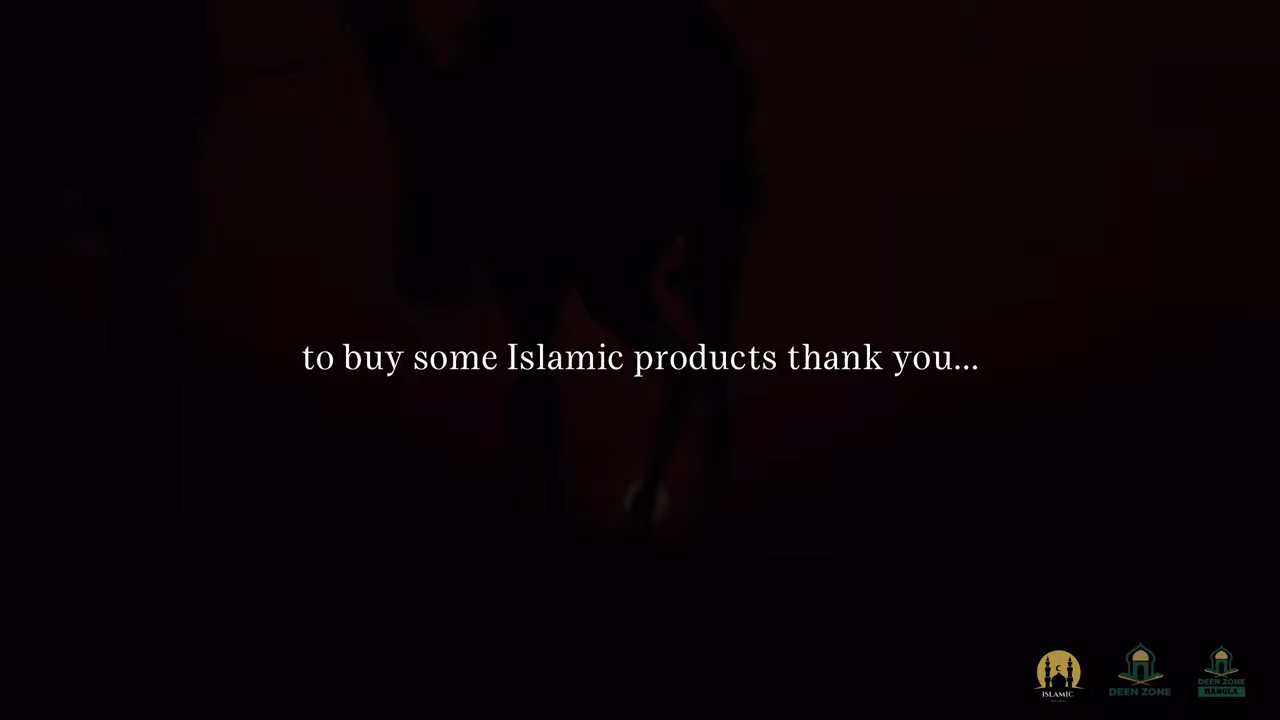 to buy some Islamic products thank you...
ISLAMIC
DEEN ZONE
DEEN ZONE
BANGLA